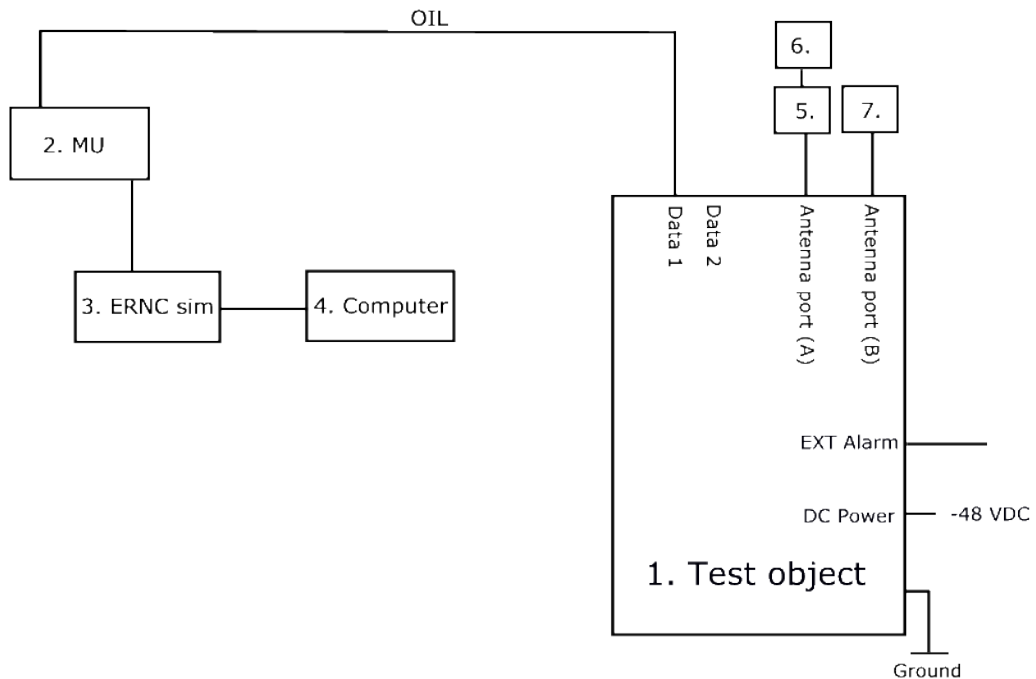 OIL
6.
5.
7.
2. MU
Data 1
Data 2
Antenna port (A)
Antenna port (B)
3. ERNC sim
4. Computer
EXT Alarm
DC Power
-48 VDC
1. Test object
Ground